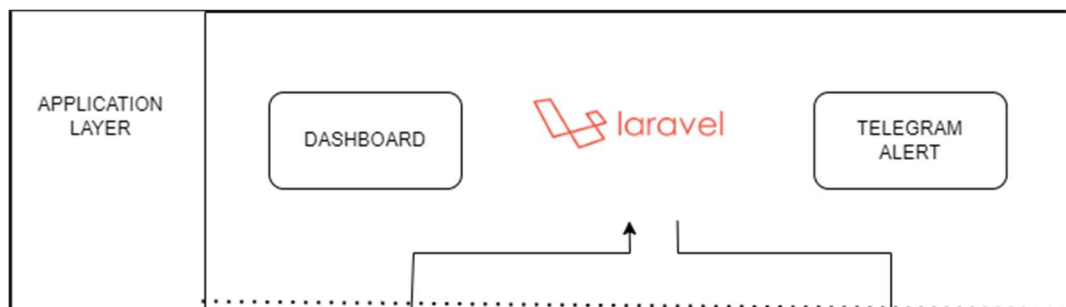 APPLICATION
LAYER
DASHBOARD
laravel
TELEGRAM
ALERT